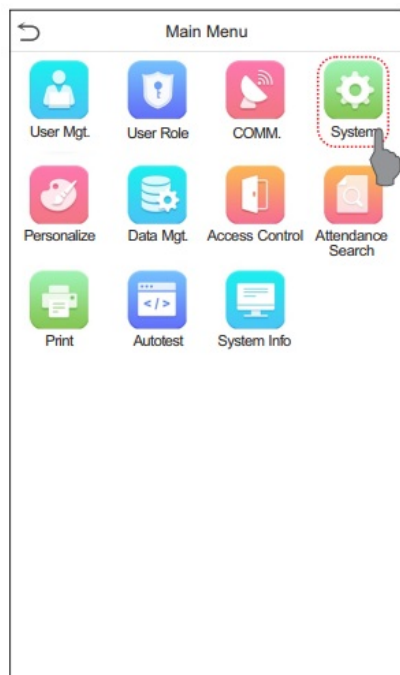 Main Menu
User Mgt.
User Role
COMM.
System
Personalize
Data Mgt.
Access Control
Attendance
Search
Print
</>
Autotest
System Info